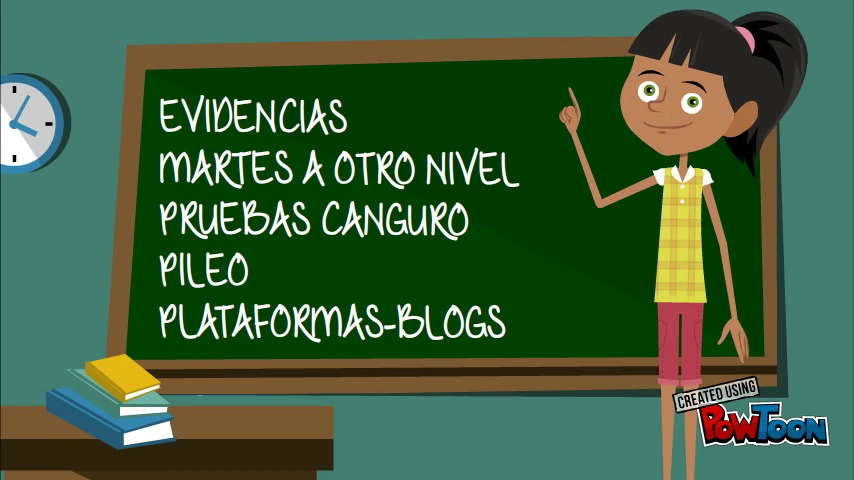 EVIDENCIAS
MARTES A OTRO NIVEL
PRUEBAS CANGURO
PILEO
PLATAFORMAS-BLOGS
CREATED USING
POWTOON